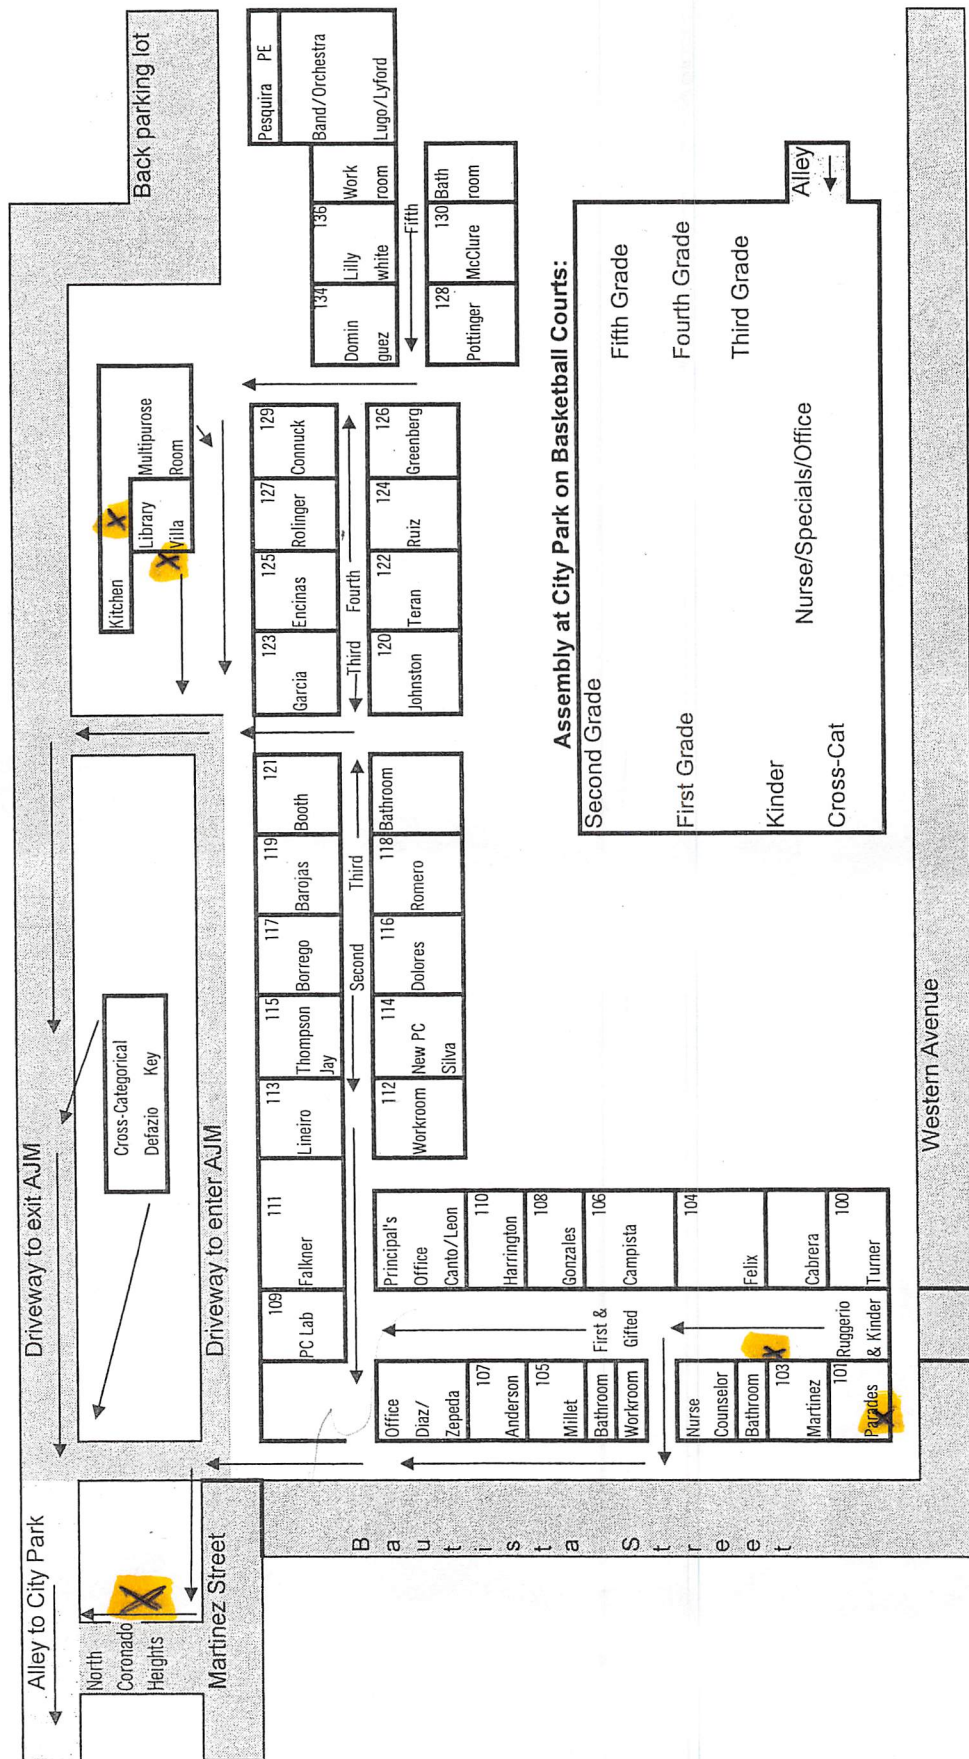 Driveway to exit AJM
Back parking lot
Alley to City Park
North
Coronado
Heights
X
Martinez Street
Driveway to enter AJM
Cross-Categorical
Defazio Key
Kitchen
X
Library
Villa
X
Multipurose
Room
Pesquira PE
Band/Orchestra
Lugo/Lyford
134
Domin
guez
136
Lilly
white
Work
room
Fifth
128
Pottinger
130
McClure
Bath
room
109
PC Lab
111
Falkner
113
Lineiro
115
Thompson
Jay
117
Borrego
119
Barojas
121
Booth
123
Garcia
125
Encinas
127
Rolinger
129
Connuck
Second
Third
Third
Fourth
112
Workroom
114
New PC
Silva
116
Dolores
118
Romero
Bathroom
120
Johnston
122
Teran
124
Ruiz
126
Greenberg
Office
Diaz/
Zepeda
107
Anderson
105
Millet
Bathroom
Workroom
Nurse
Counselor
Bathroom
103
Martinez
101
Parades
X
X
First &
Gifted
Ruggerio
& Kinder
Principal's
Office
Canto/Leon
110
Harrington
108
Gonzales
106
Campista
104
Felix
Cabrera
100
Turner
Bautista Street
Assembly at City Park on Basketball Courts:
Second Grade
Fifth Grade
First Grade
Fourth Grade
Third Grade
Kinder
Nurse/Specials/Office
Cross-Cat
Alley
Western Avenue